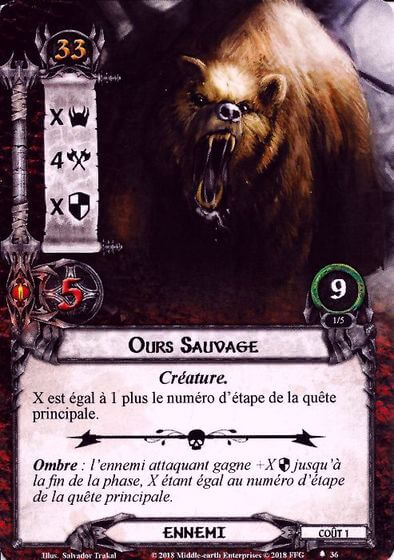 33
X
4
X
5
9
1/5
OURS SAUVAGE
Créature.
X est égal à 1 plus le numéro d'étape de la quête
principale.
Ombre : l'ennemi attaquant gagne +X jusqu'à
la fin de la phase, X étant égal au numéro d'étape
de la quête principale.
ENNEMI
COÛT 1
Illus. Salvador Trakal
© 2018 Middle-earth Enterprises © 2018 FFG
36